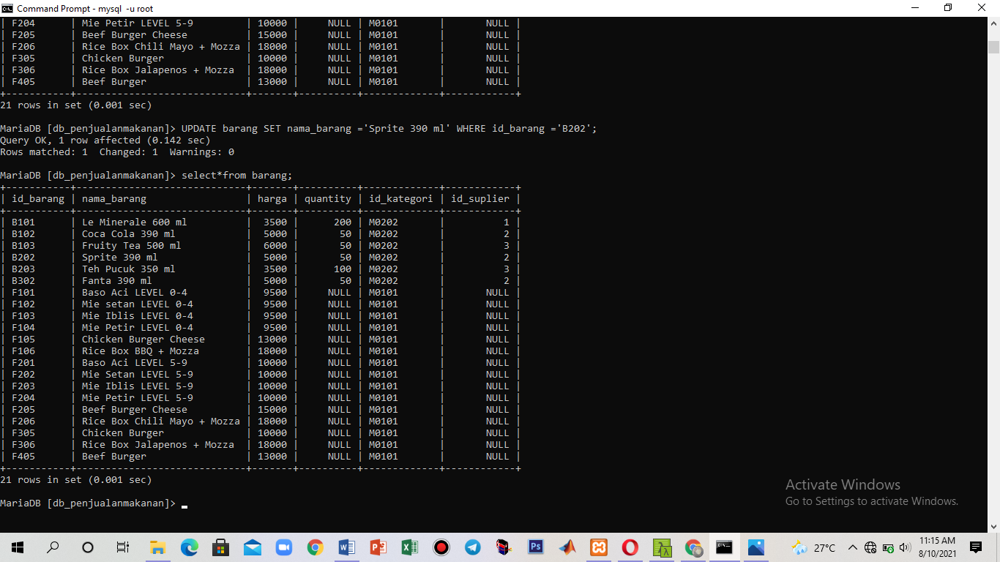 Command Prompt - mysql  -u root
| F204      | Mie Petir LEVEL 5-9         | 10000 |     NULL | M0101       |       NULL |
| F205      | Beef Burger Cheese          | 15000 |     NULL | M0101       |       NULL |
| F206      | Rice Box Chili Mayo + Mozza | 18000 |     NULL | M0101       |       NULL |
| F305      | Chicken Burger              | 10000 |     NULL | M0101       |       NULL |
| F306      | Rice Box Jalapenos + Mozza  | 18000 |     NULL | M0101       |       NULL |
| F405      | Beef Burger                 | 13000 |     NULL | M0101       |       NULL |
+-----------+-----------------------------+-------+----------+-------------+------------+
21 rows in set (0.001 sec)
MariaDB [db_penjualanmakanan]> UPDATE barang SET nama_barang ='Sprite 390 ml' WHERE id_barang ='B202';
Query OK, 1 row affected (0.142 sec)
Rows matched: 1  Changed: 1  Warnings: 0
MariaDB [db_penjualanmakanan]> select*from barang;
+-----------+-----------------------------+-------+----------+-------------+------------+
| id_barang | nama_barang                 | harga | quantity | id_kategori | id_suplier |
+-----------+-----------------------------+-------+----------+-------------+------------+
| B101      | Le Minerale 600 ml          |  3500 |      200 | M0202       |          1 |
| B102      | Coca Cola 390 ml            |  5000 |       50 | M0202       |          2 |
| B103      | Fruity Tea 500 ml           |  6000 |       50 | M0202       |          3 |
| B202      | Sprite 390 ml               |  5000 |       50 | M0202       |          2 |
| B203      | Teh Pucuk 350 ml            |  3500 |      100 | M0202       |          3 |
| B302      | Fanta 390 ml                |  5000 |       50 | M0202       |          2 |
| F101      | Baso Aci LEVEL 0-4          |  9500 |     NULL | M0101       |       NULL |
| F102      | Mie setan LEVEL 0-4         |  9500 |     NULL | M0101       |       NULL |
| F103      | Mie Iblis LEVEL 0-4         |  9500 |     NULL | M0101       |       NULL |
| F104      | Mie Petir LEVEL 0-4         |  9500 |     NULL | M0101       |       NULL |
| F105      | Chicken Burger Cheese       | 13000 |     NULL | M0101       |       NULL |
| F106      | Rice Box BBQ + Mozza        | 18000 |     NULL | M0101       |       NULL |
| F201      | Baso Aci LEVEL 5-9          | 10000 |     NULL | M0101       |       NULL |
| F202      | Mie Setan LEVEL 5-9         | 10000 |     NULL | M0101       |       NULL |
| F203      | Mie Iblis LEVEL 5-9         | 10000 |     NULL | M0101       |       NULL |
| F204      | Mie Petir LEVEL 5-9         | 10000 |     NULL | M0101       |       NULL |
| F205      | Beef Burger Cheese          | 15000 |     NULL | M0101       |       NULL |
| F206      | Rice Box Chili Mayo + Mozza | 18000 |     NULL | M0101       |       NULL |
| F305      | Chicken Burger              | 10000 |     NULL | M0101       |       NULL |
| F306      | Rice Box Jalapenos + Mozza  | 18000 |     NULL | M0101       |       NULL |
| F405      | Beef Burger                 | 13000 |     NULL | M0101       |       NULL |
+-----------+-----------------------------+-------+----------+-------------+------------+
21 rows in set (0.001 sec)
MariaDB [db_penjualanmakanan]>
Activate Windows
Go to Settings to activate Windows.
27°C
11:15 AM
8/10/2021